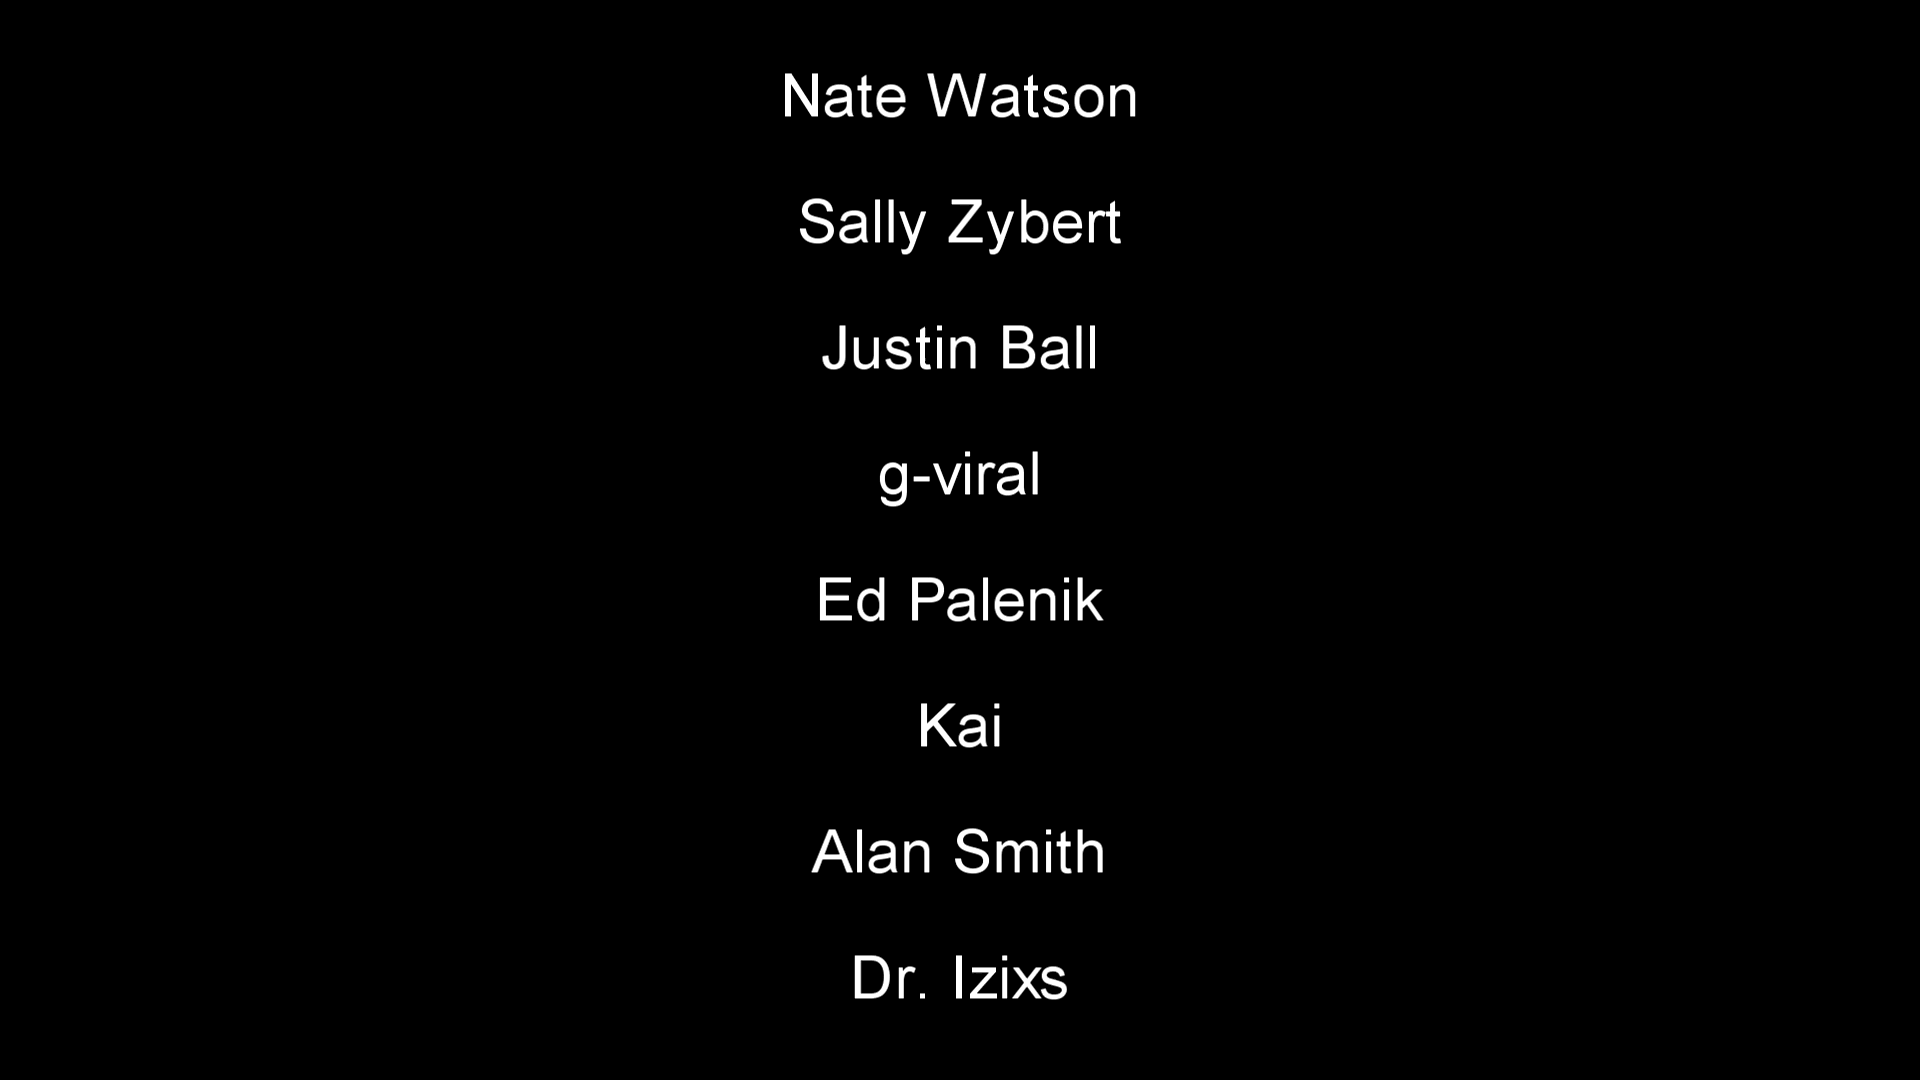 Nate Watson
Sally Zybert
Justin Ball
g-viral
Ed Palenik
Kai
Alan Smith
Dr. Izixs